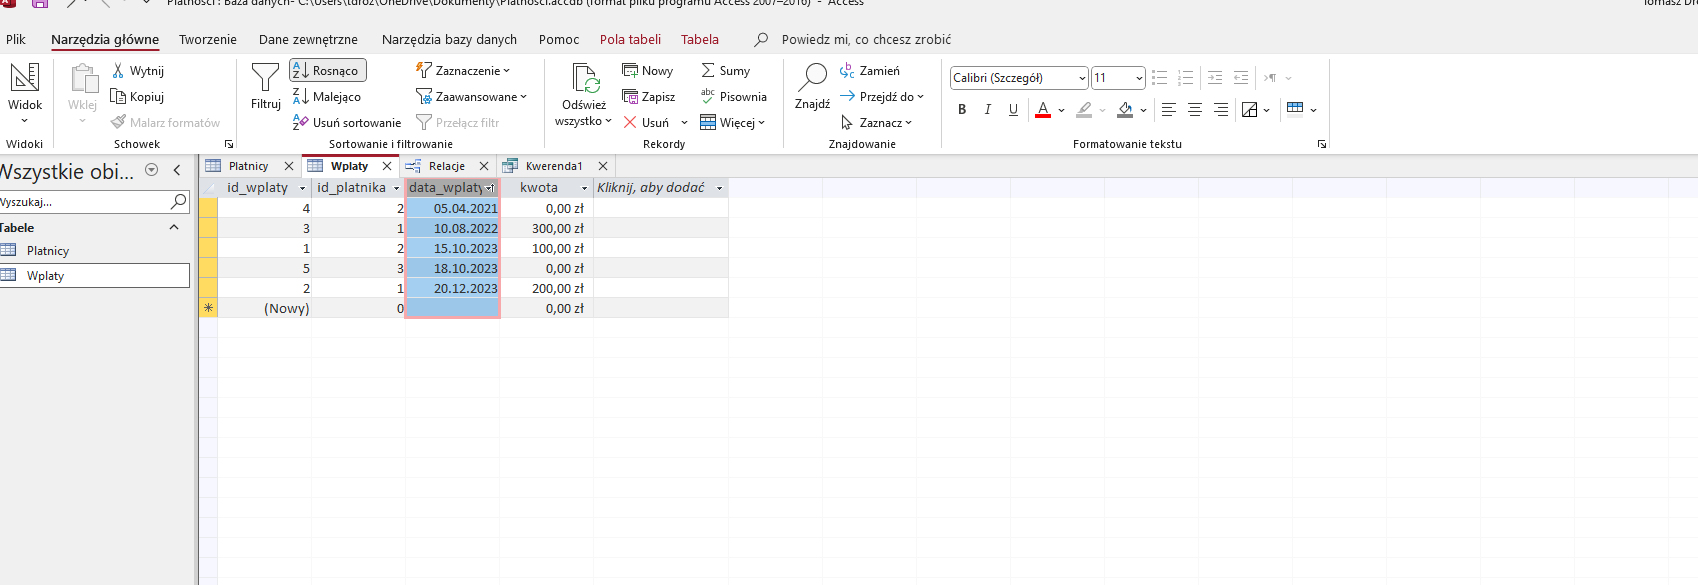 Płatności : Baza danych- C:\Users\tdroz\OneDrive\Dokumenty\Płatności.accdb (format pliku programu Access 2007–2016) - Access
Plik Narzędzia główne Tworzenie Dane zewnętrzne Narzędzia bazy danych Pomoc Pola tabeli Tabela Powiedz mi, co chcesz zrobić
Widok
Widoki
Wklej
Wytnij
Kopiuj
Malarz formatów
Schowek
Filtruj
Rosnąco
Malejąco
Usuń sortowanie
Zaznaczenie
Zaawansowane
Przełącz filtr
Sortowanie i filtrowanie
Odśwież
wszystko
Nowy
Zapisz
Usuń
Sumy
Pisownia
Więcej
Rekordy
Znajdź
Zamień
Przejdź do
Zaznacz
Znajdowanie
Calibri (Szczegół) 11
B I U A
Formatowanie tekstu
Wszystkie obi...
Wyszukaj...
Tabele
Platnicy
Wplaty
Platnicy Wplaty Relacje Kwerenda1
id_wplaty id_platnika data_wplaty kwota Kliknij, aby dodać
4 2 05.04.2021 0,00 zł
3 1 10.08.2022 300,00 zł
1 2 15.10.2023 100,00 zł
5 3 18.10.2023 0,00 zł
2 1 20.12.2023 200,00 zł
(Nowy) 0 0,00 zł